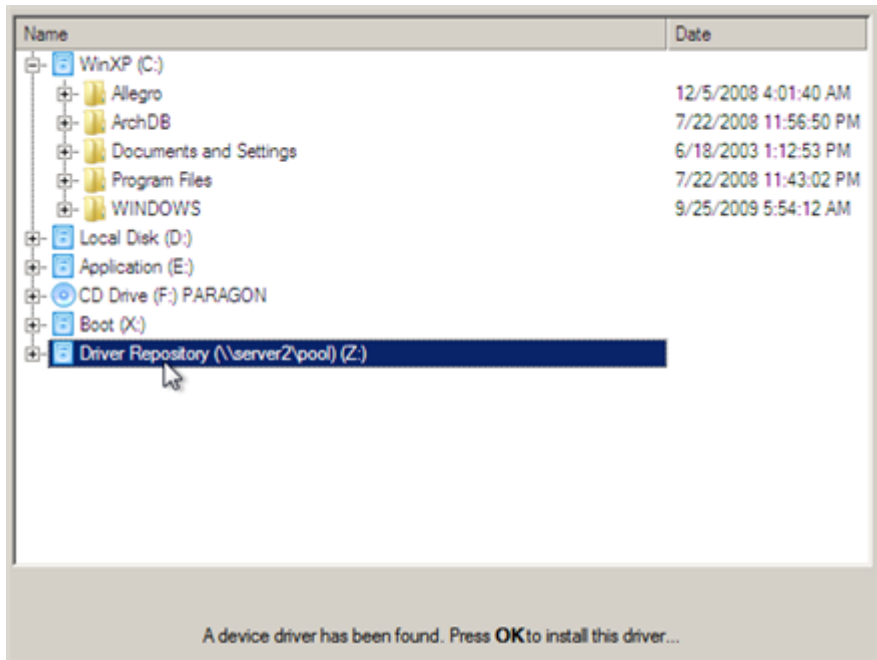 Name Date
WinXP (C:)
Allegro 12/5/2008 4:01:40 AM
ArchDB 7/22/2008 11:56:50 PM
Documents and Settings 6/18/2003 1:12:53 PM
Program Files 7/22/2008 11:43:02 PM
WINDOWS 9/25/2009 5:54:12 AM
Local Disk (D:)
Application (E:)
CD Drive (F:) PARAGON
Boot (X:)
Driver Repository (\\server2\pool) (Z:)
A device driver has been found. Press OK to install this driver...